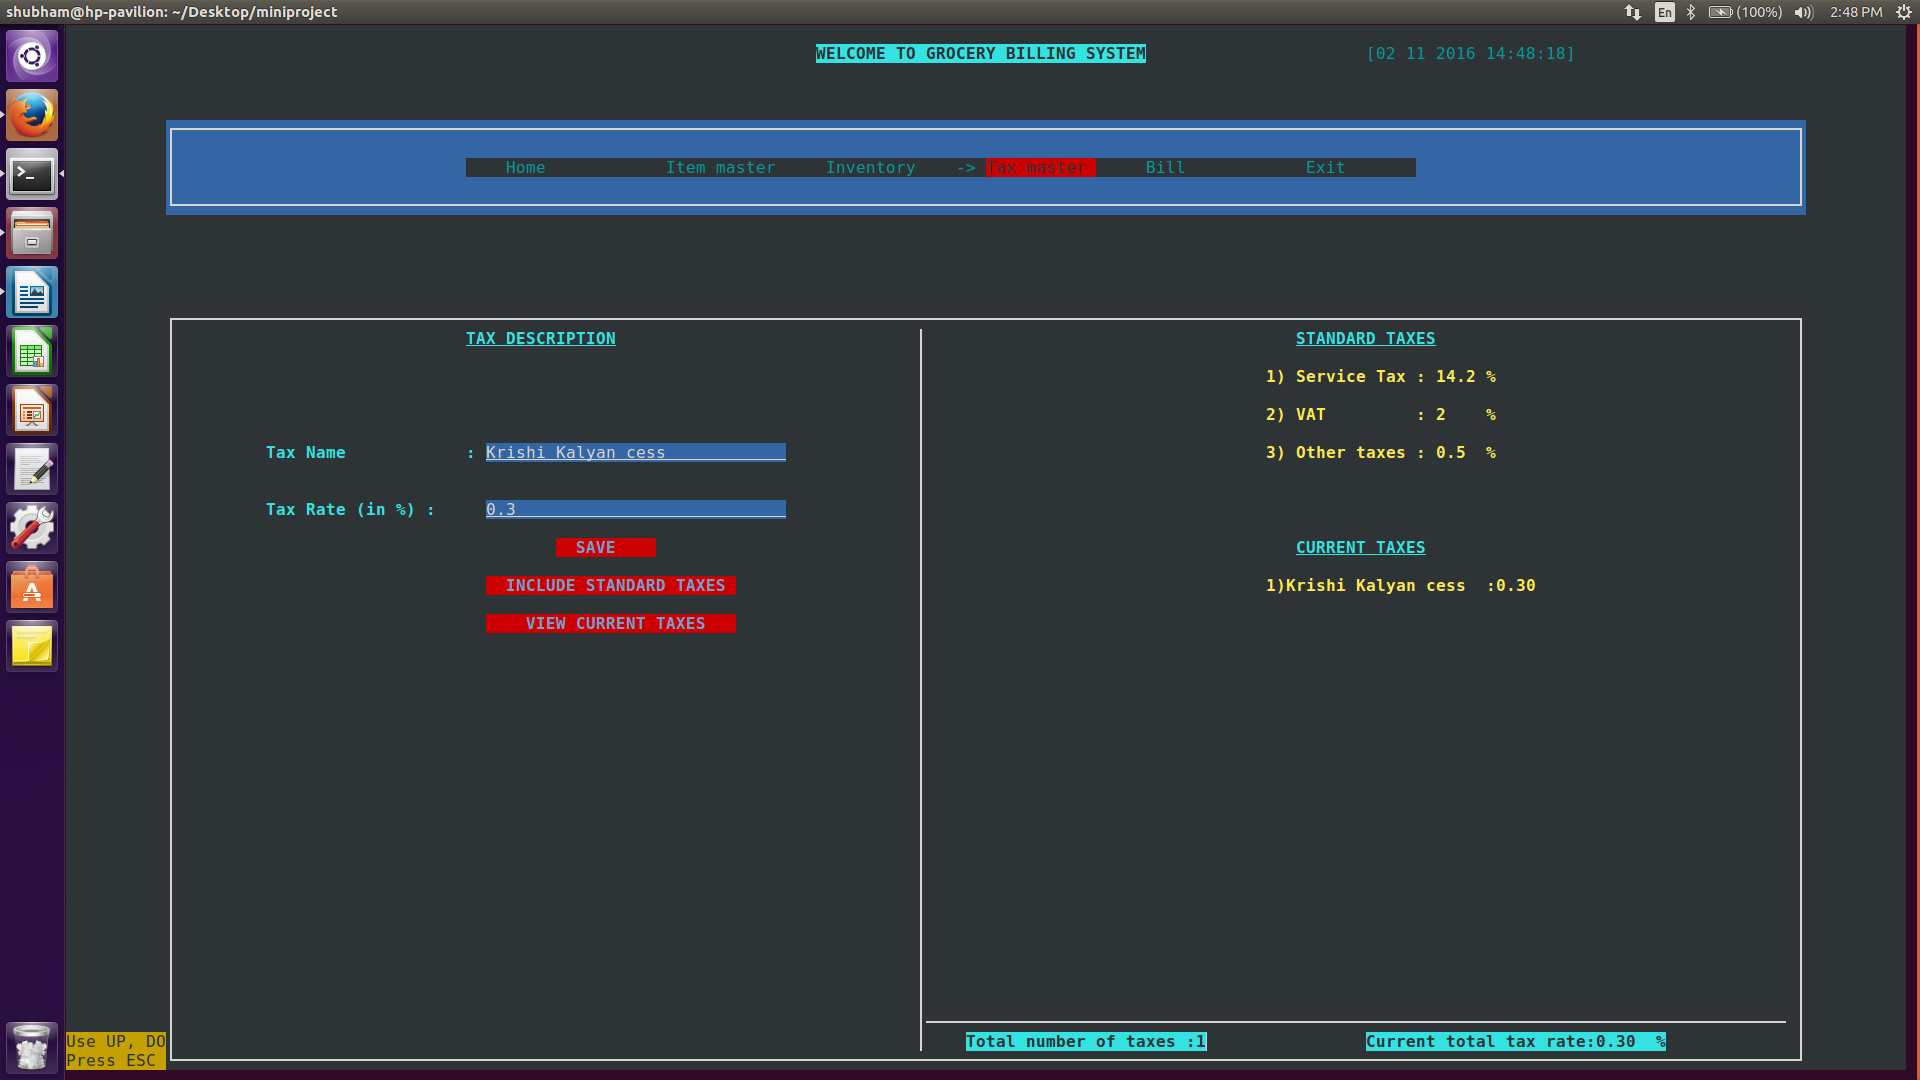 shubham@hp-pavilion: ~/Desktop/miniproject En (100%) 2:48 PM
WELCOME TO GROCERY BILLING SYSTEM [02 11 2016 14:48:18]
Home Item master Inventory -> Tax master Bill Exit
TAX DESCRIPTION
Tax Name : Krishi Kalyan cess
Tax Rate (in %) : 0.3
SAVE
INCLUDE STANDARD TAXES
VIEW CURRENT TAXES
STANDARD TAXES
1) Service Tax : 14.2 %
2) VAT : 2 %
3) Other taxes : 0.5 %
CURRENT TAXES
1)Krishi Kalyan cess :0.30
Total number of taxes :1 Current total tax rate:0.30 %
Use UP, DO
Press ESC